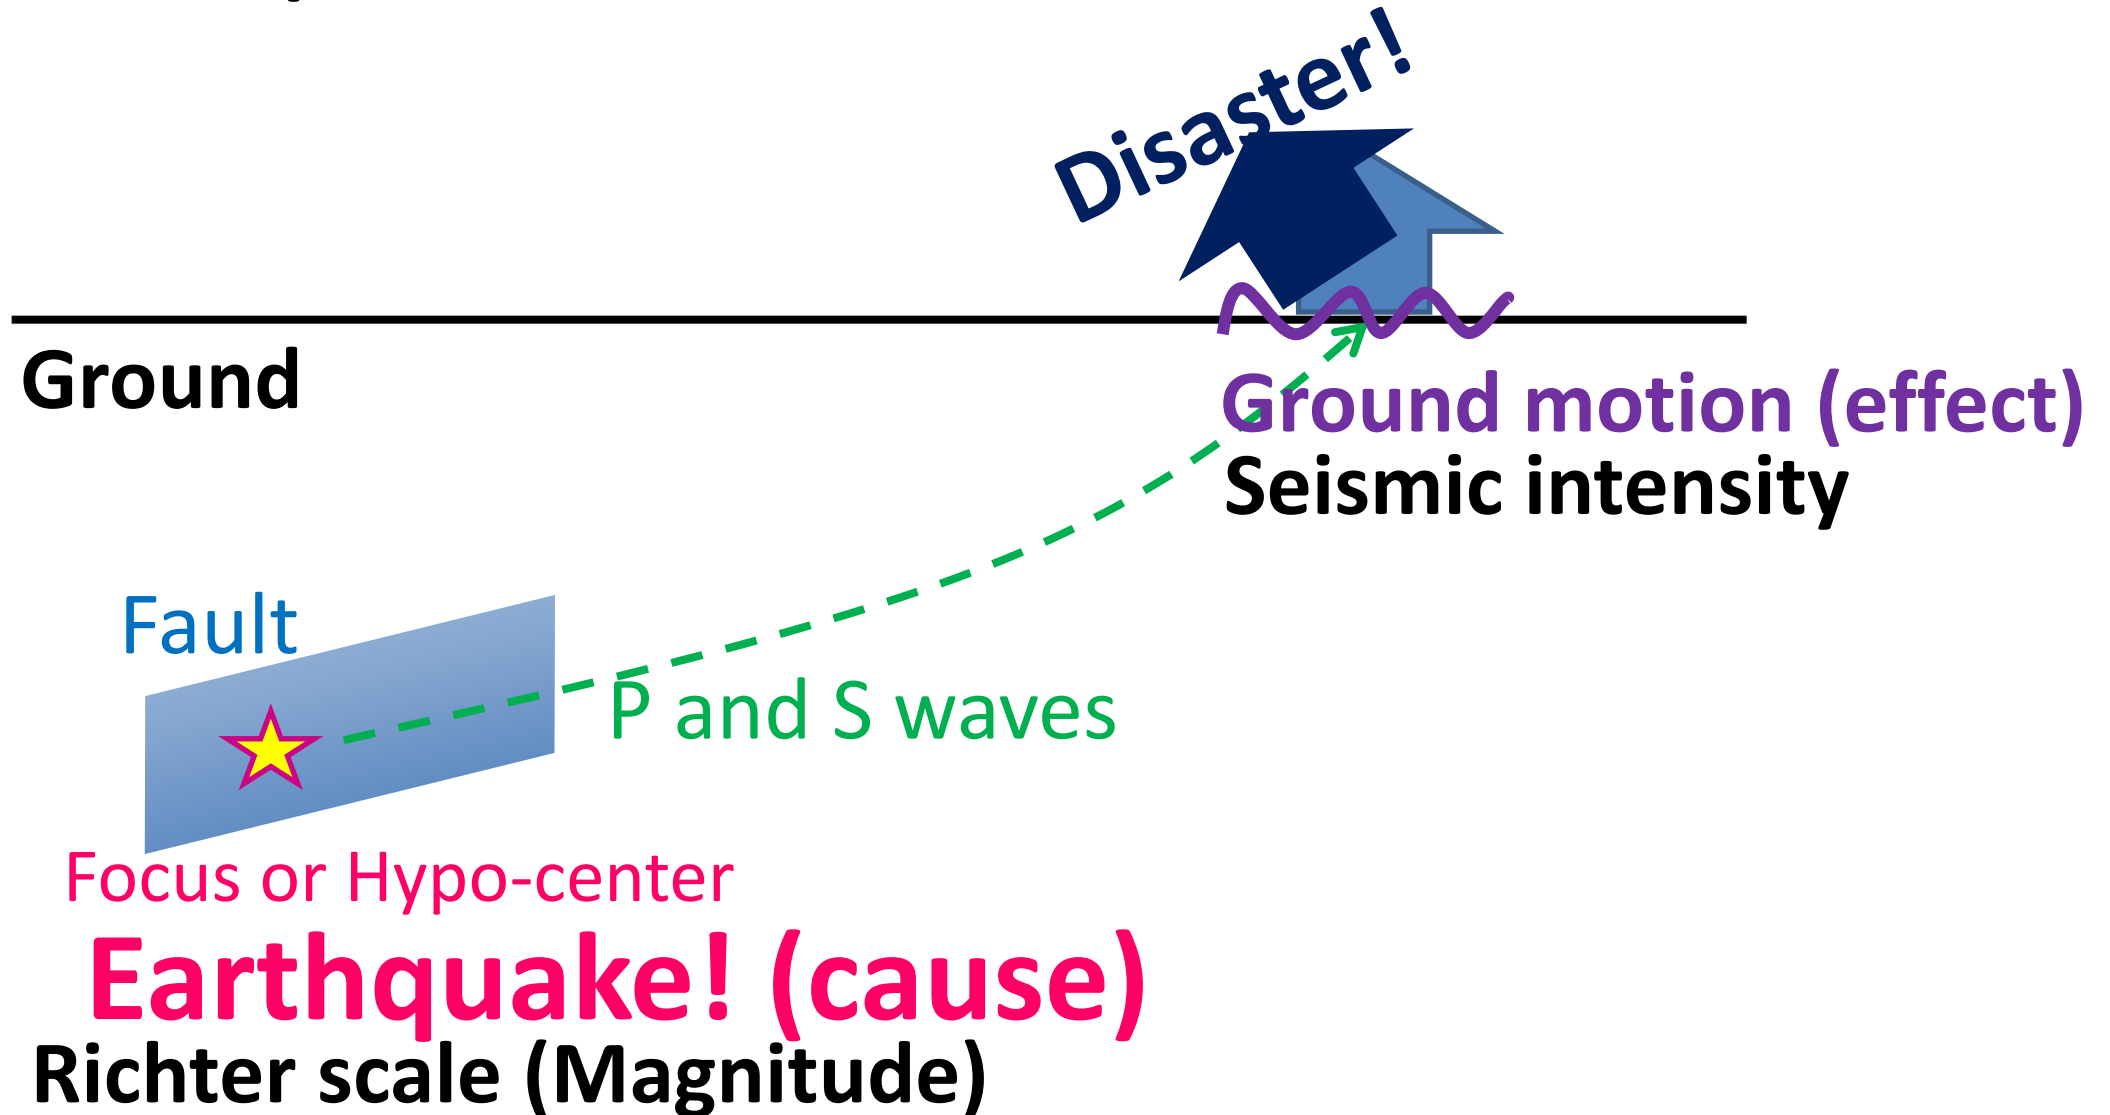 Disaster!
Ground
Ground motion (effect)
Seismic intensity
Fault
P and S waves
Focus or Hypo-center
Earthquake! (cause)
Richter scale (Magnitude)